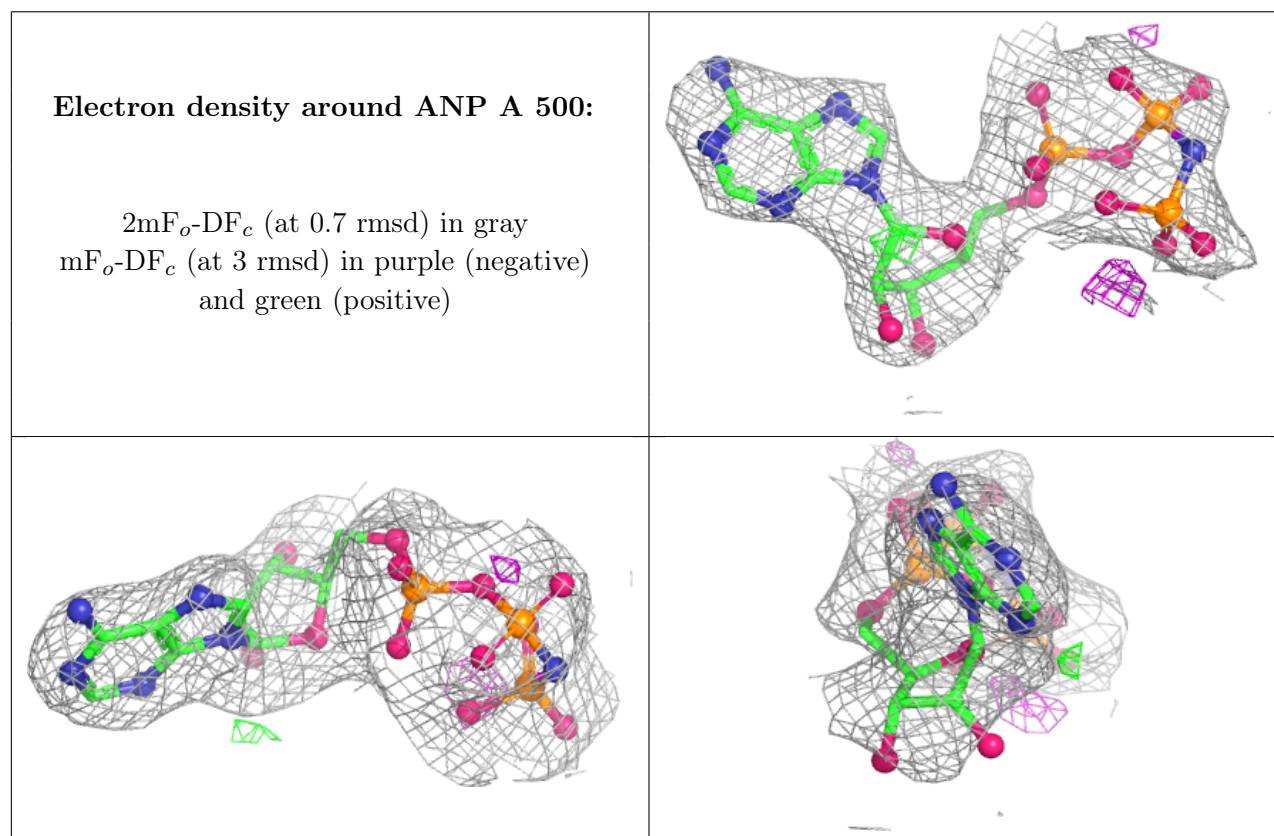 Electron density around ANP A 500:
2mFo-DFc (at 0.7 rmsd) in gray
mFo-DFc (at 3 rmsd) in purple (negative)
and green (positive)